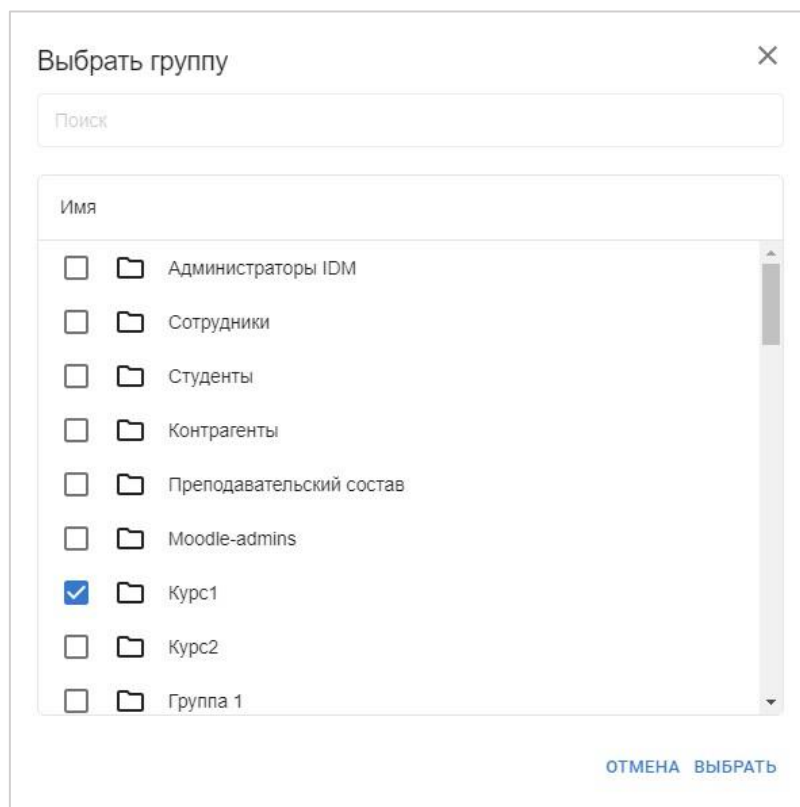 Выбрать группу
Поиск
Имя
Администраторы IDM
Сотрудники
Студенты
Контрагенты
Преподавательский состав
Moodle-admins
Курс1
Курс2
Группа 1
ОТМЕНА ВЫБРАТЬ